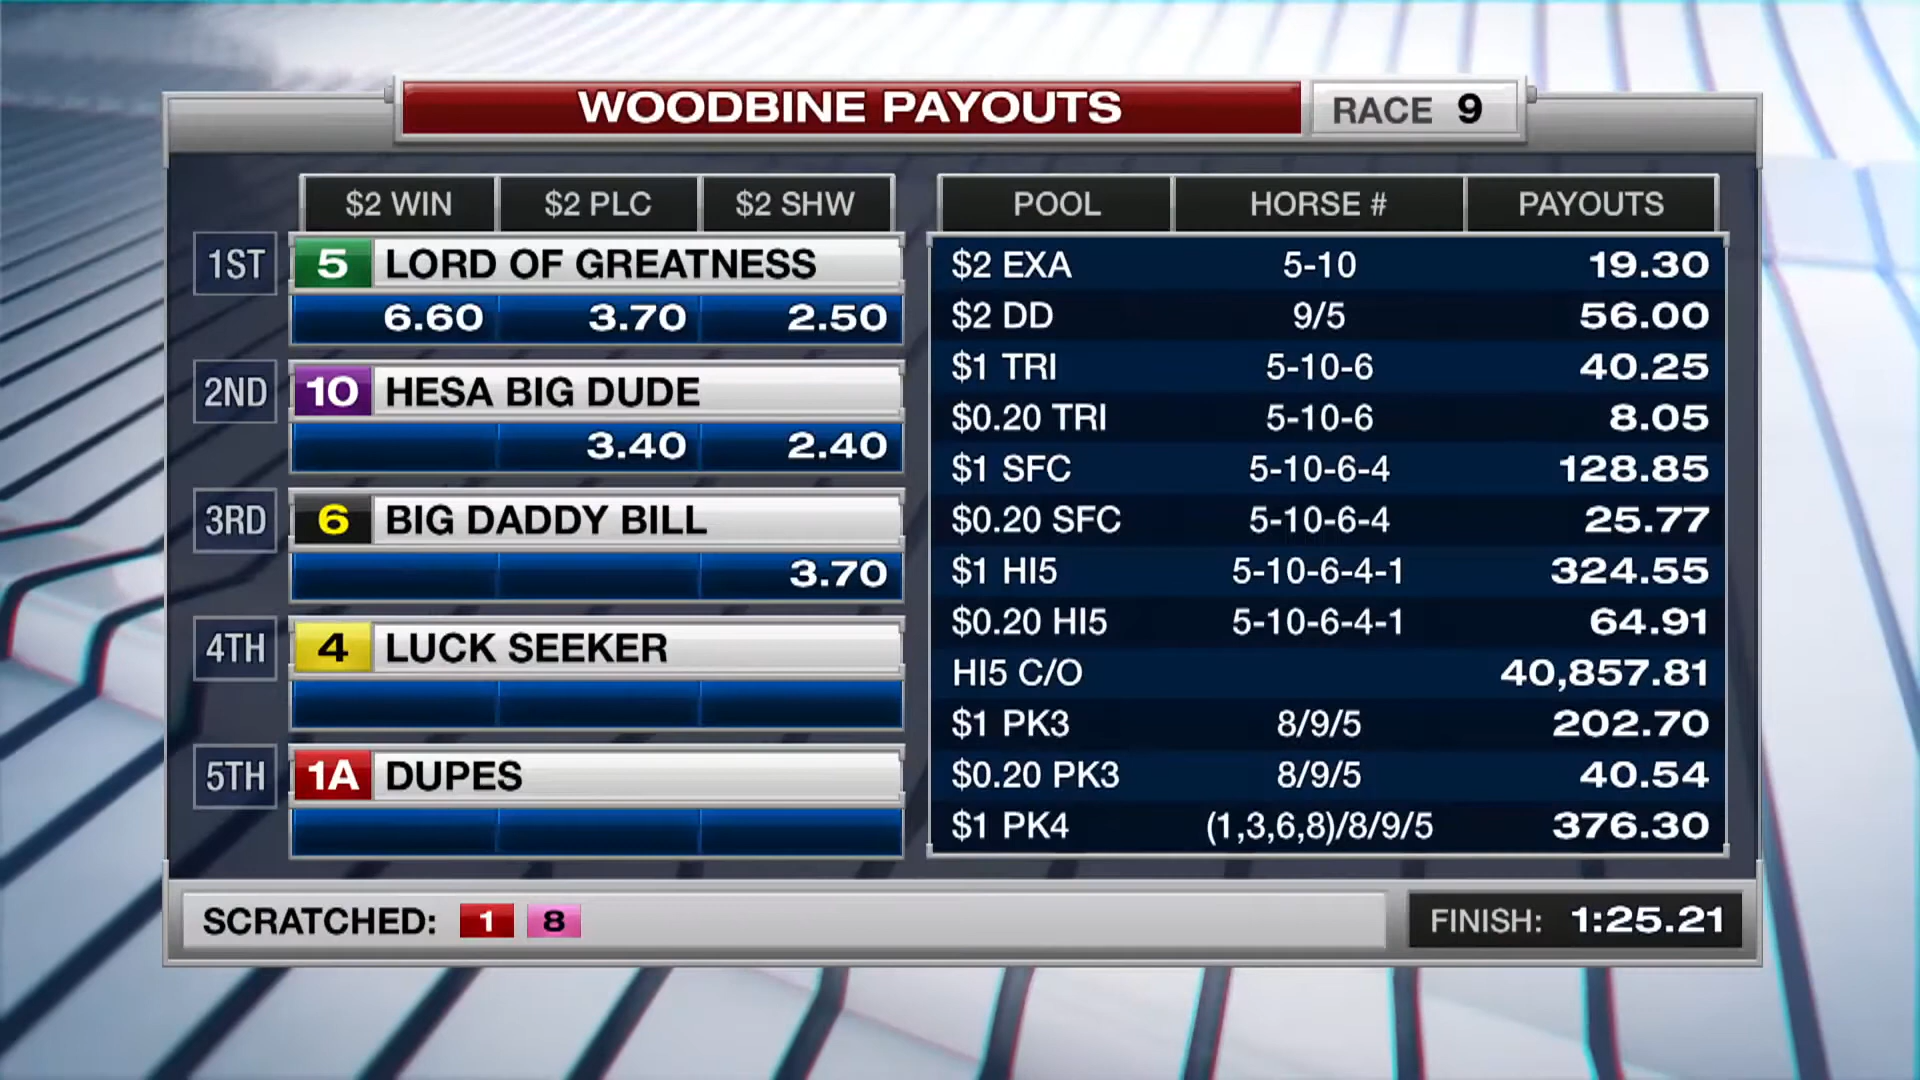 WOODBINE PAYOUTS RACE 9
$2 WIN $2 PLC $2 SHW
1ST 5 LORD OF GREATNESS
6.60 3.70 2.50
2ND 10 HESA BIG DUDE
3.40 2.40
3RD 6 BIG DADDY BILL
3.70
4TH 4 LUCK SEEKER
5TH 1A DUPES
POOL HORSE # PAYOUTS
$2 EXA 5-10 19.30
$2 DD 9/5 56.00
$1 TRI 5-10-6 40.25
$0.20 TRI 5-10-6 8.05
$1 SFC 5-10-6-4 128.85
$0.20 SFC 5-10-6-4 25.77
$1 HI5 5-10-6-4-1 324.55
$0.20 HI5 5-10-6-4-1 64.91
HI5 C/O 40,857.81
$1 PK3 8/9/5 202.70
$0.20 PK3 8/9/5 40.54
$1 PK4 (1,3,6,8)/8/9/5 376.30
SCRATCHED: 1 8
FINISH: 1:25.21